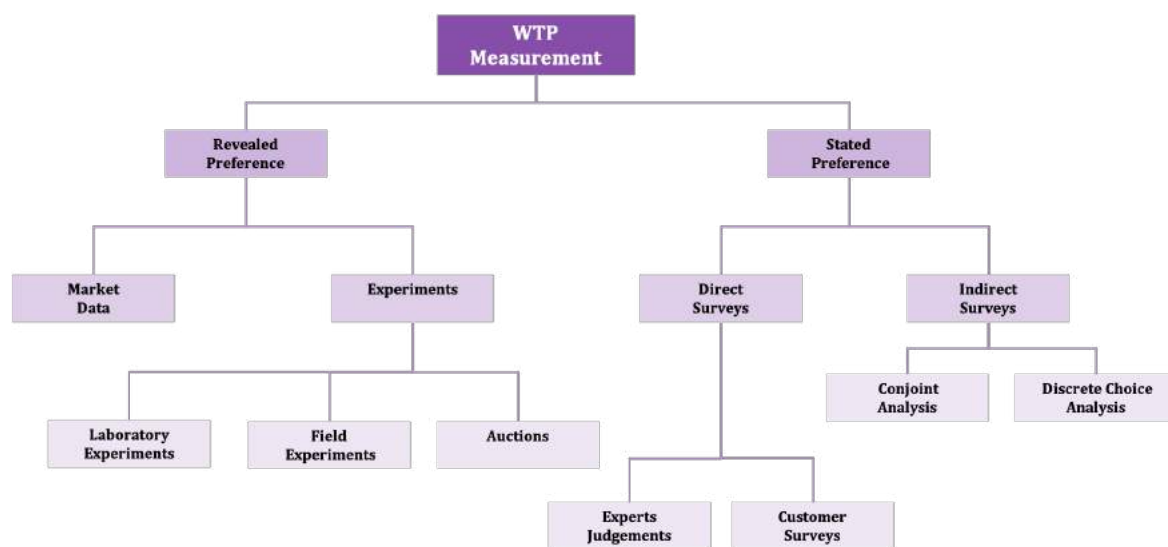 WTP
Measurement
Revealed
Preference
Stated
Preference
Market
Data
Experiments
Direct
Surveys
Indirect
Surveys
Conjoint
Analysis
Discrete Choice
Analysis
Laboratory
Experiments
Field
Experiments
Auctions
Experts
Judgements
Customer
Surveys